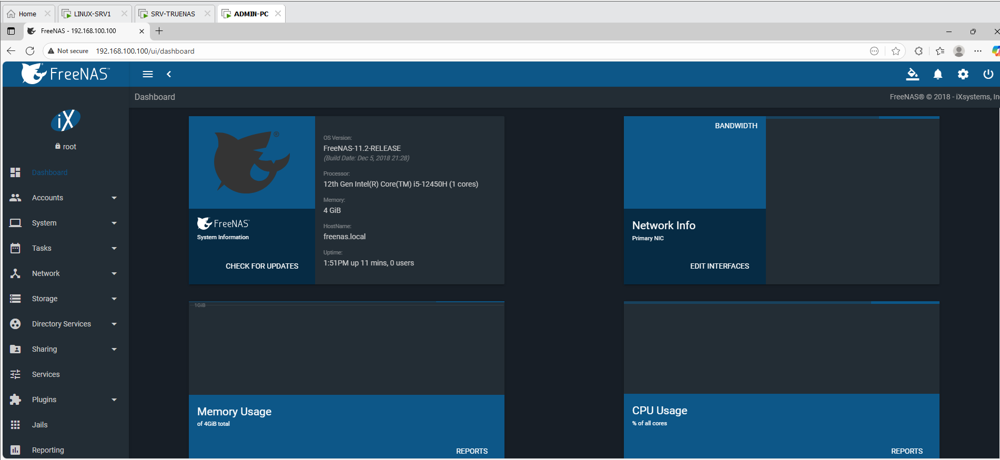 Home
LINUX-SRV1
SRV-TRUENAS
ADMIN-PC
FreeNAS - 192.168.100.100
Not secure
192.168.100.100/ui/dashboard
FreeNAS™
Dashboard
FreeNAS® © 2018 - iXsystems, In
iX
root
Dashboard
Accounts
System
Tasks
Network
Storage
Directory Services
Sharing
Services
Plugins
Jails
Reporting
®
FreeNAS
System Information
CHECK FOR UPDATES
OS Version:
FreeNAS-11.2-RELEASE
(Build Date: Dec 5, 2018 21:28)
Processor:
12th Gen Intel(R) Core(TM) i5-12450H (1 cores)
Memory:
4 GiB
HostName:
freenas.local
Uptime:
1:51PM up 11 mins, 0 users
BANDWIDTH
Network Info
Primary NIC
EDIT INTERFACES
1GiB
Memory Usage
of 4GiB total
REPORTS
CPU Usage
% of all cores
REPORTS